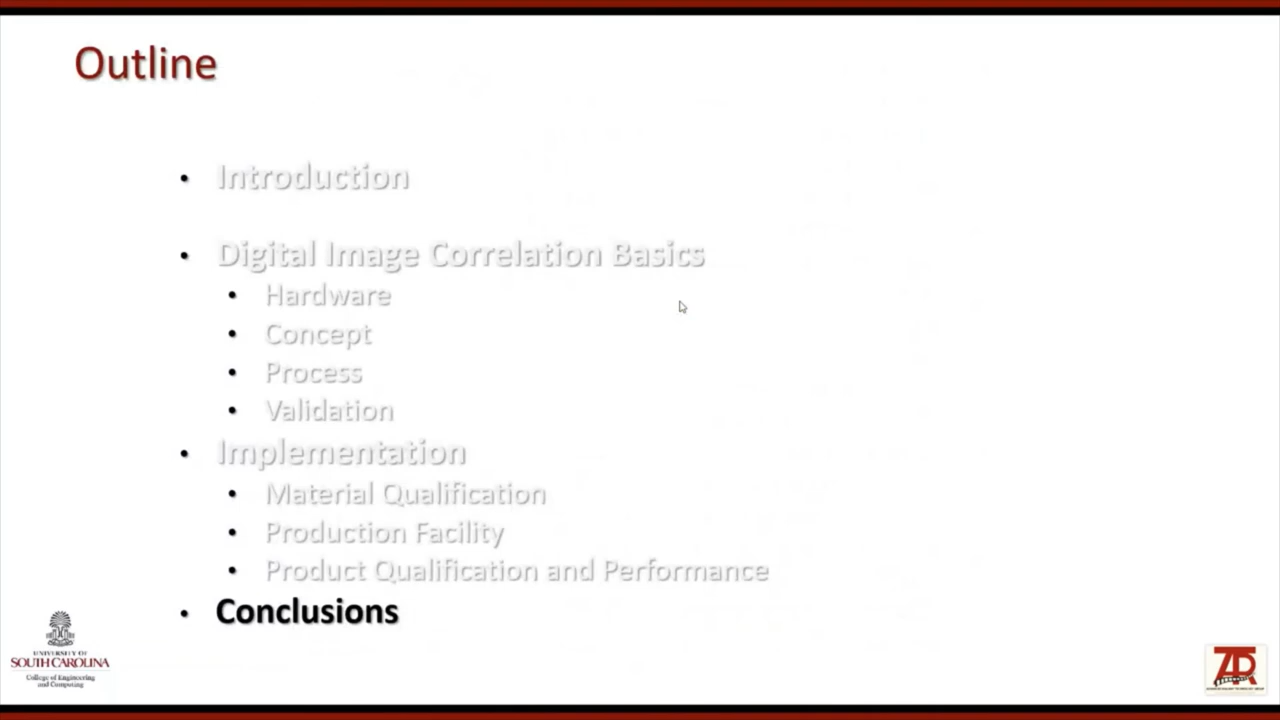 Outline
• Introduction
• Digital Image Correlation Basics
• Hardware
• Concept
• Process
• Validation
• Implementation
• Material Qualification
• Production Facility
• Product Qualification and Performance
• Conclusions
UNIVERSITY OF
SOUTH CAROLINA
College of Engineering
and Computing